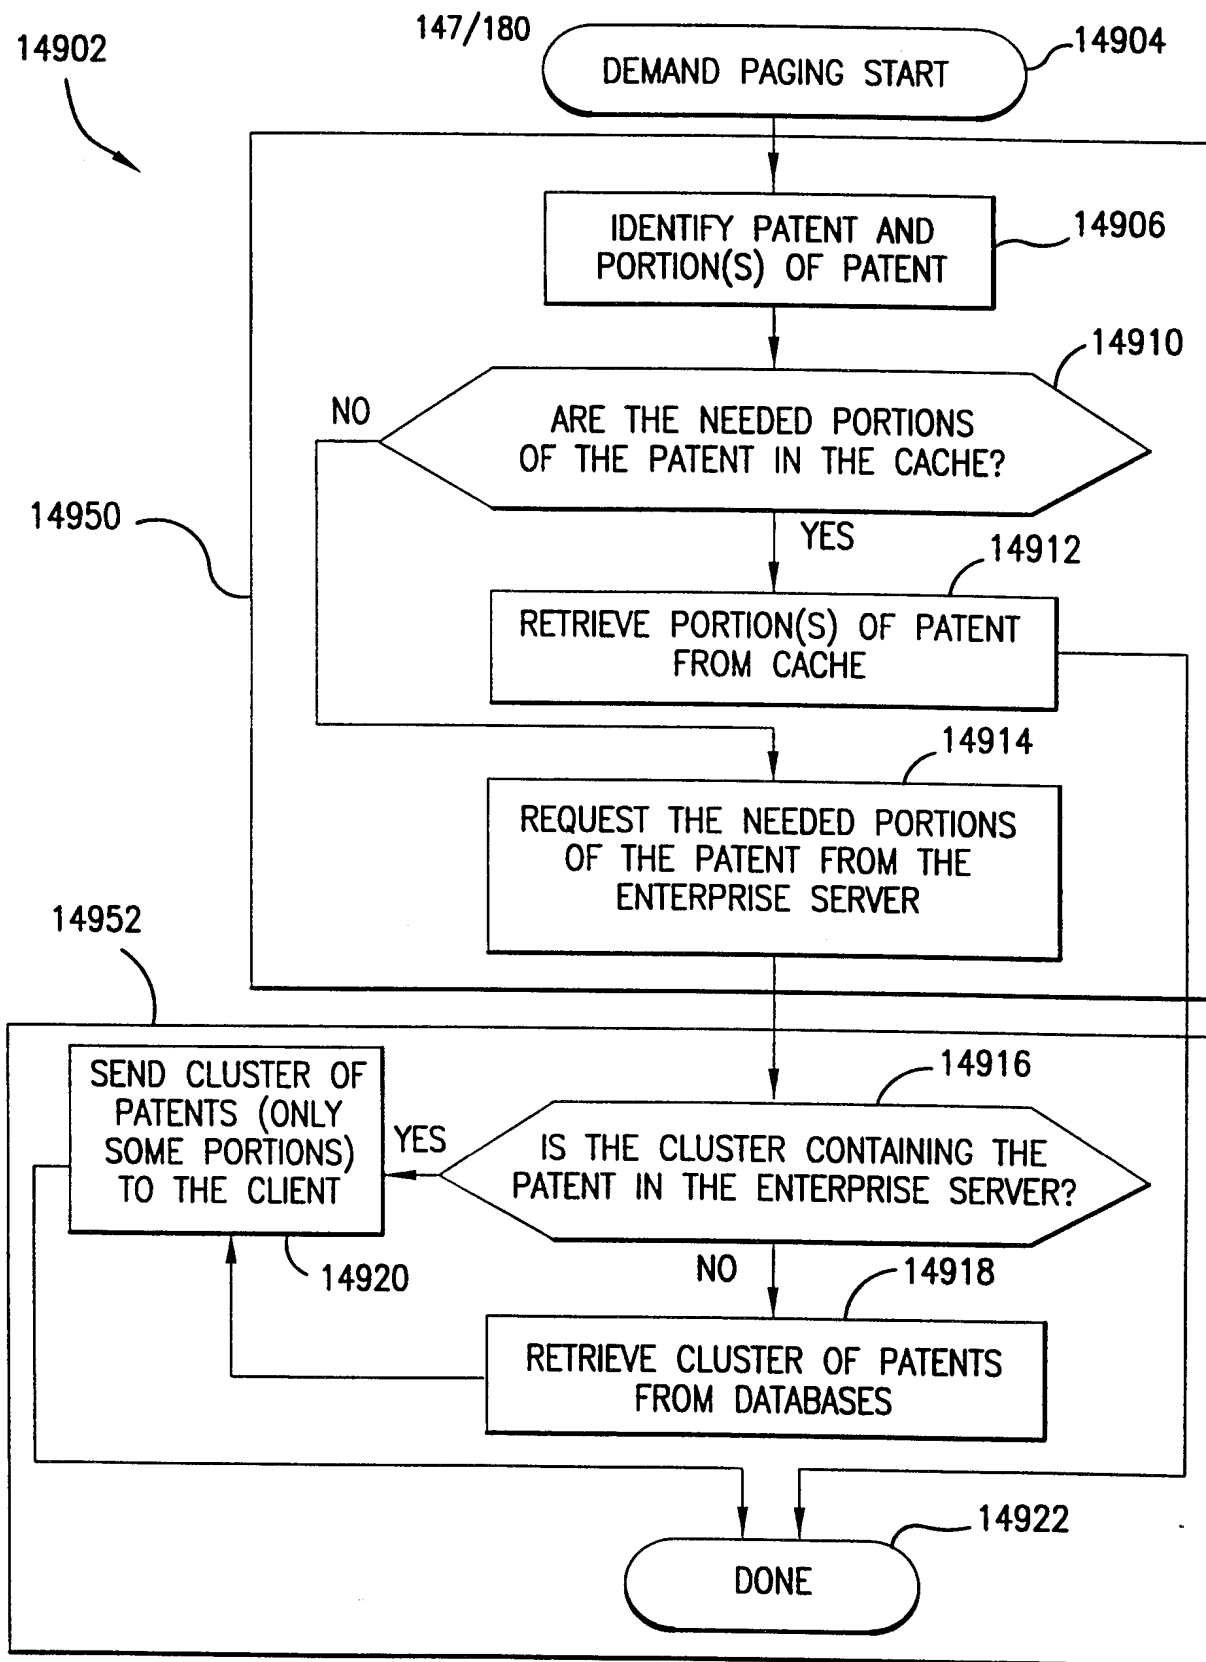 147/180
14902
DEMAND PAGING START
14904
IDENTIFY PATENT AND
PORTION(S) OF PATENT
14906
14910
NO
ARE THE NEEDED PORTIONS
OF THE PATENT IN THE CACHE?
14950
YES
14912
RETRIEVE PORTION(S) OF PATENT
FROM CACHE
14914
REQUEST THE NEEDED PORTIONS
OF THE PATENT FROM THE
ENTERPRISE SERVER
14952
SEND CLUSTER OF
PATENTS (ONLY
SOME PORTIONS)
TO THE CLIENT
YES
14916
IS THE CLUSTER CONTAINING THE
PATENT IN THE ENTERPRISE SERVER?
14920
NO
14918
RETRIEVE CLUSTER OF PATENTS
FROM DATABASES
14922
DONE